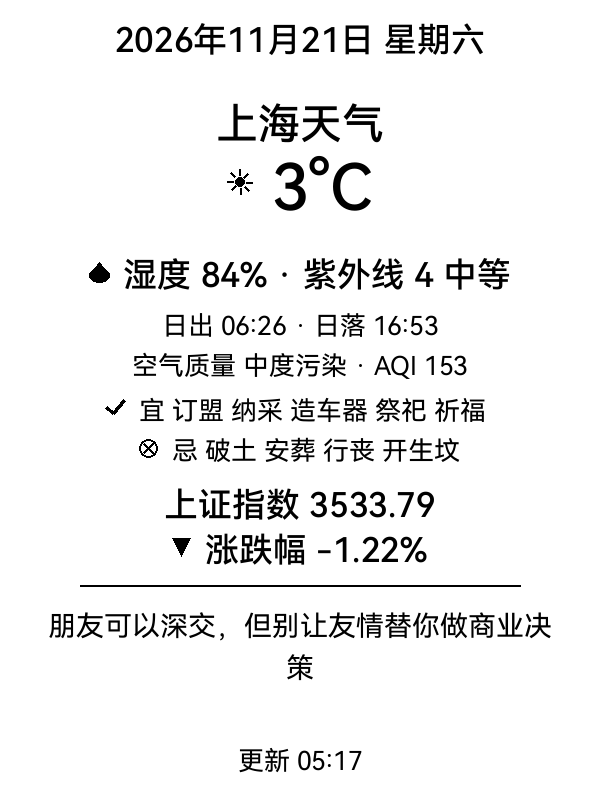 2026年11月21日 星期六
上海天气
3°C
湿度 84% · 紫外线 4 中等
日出 06:26 · 日落 16:53
空气质量 中度污染 · AQI 153
宜 订盟 纳采 造车器 祭祀 祈福
忌 破土 安葬 行丧 开生坟
上证指数 3533.79
▼ 涨跌幅 -1.22%
朋友可以深交，但别让友情替你做商业决
策
更新 05:17